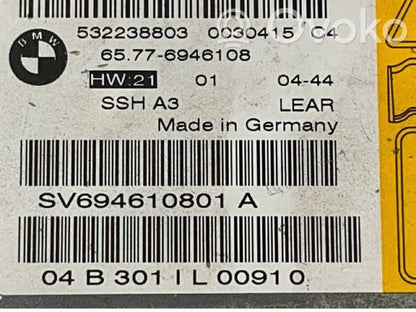 Ovoko
BMW
532238803 0030415 C4
65.77-6946108
HW:21 01 04-44
SSH A3 LEAR
Made in Germany
SV694610801 A
04 B 301 I L 0091 0